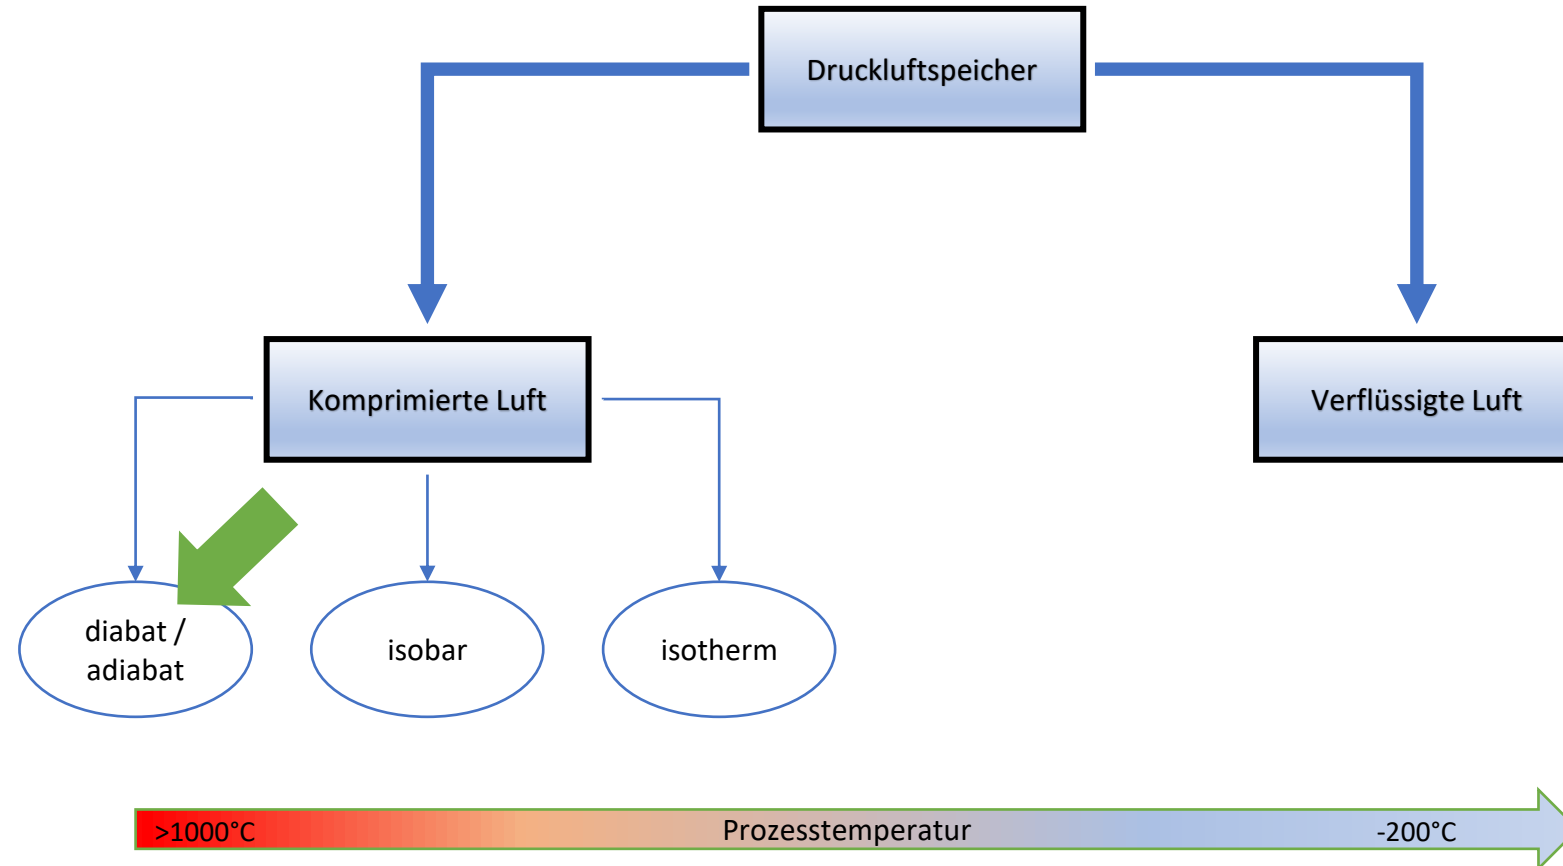 Druckluftspeicher
Komprimierte Luft
Verflüssigte Luft
diabat /
adiabat
isobar
isotherm
>1000°C
Prozesstemperatur
-200°C